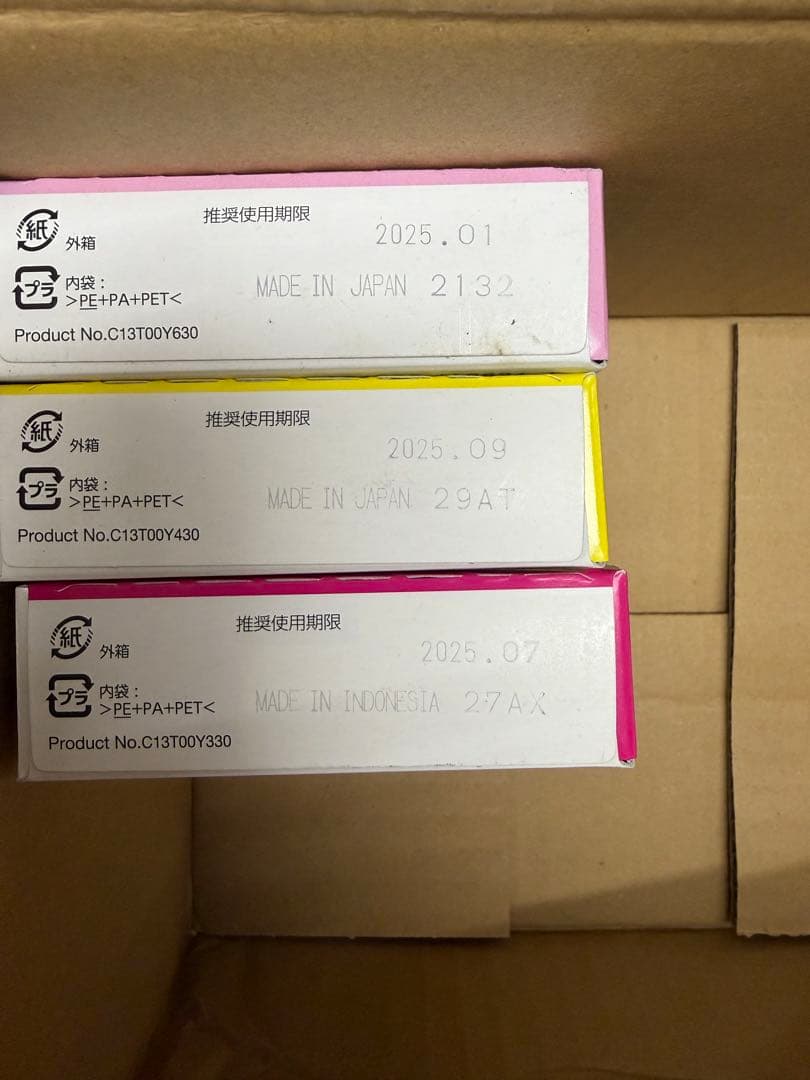 推奨使用期限
2025.01
紙 外箱
プラ 内袋：
>PE+PA+PET<
MADE IN JAPAN 2132
Product No.C13T00Y630
推奨使用期限
2025.09
紙 外箱
プラ 内袋：
>PE+PA+PET<
MADE IN JAPAN 29AT
Product No.C13T00Y430
推奨使用期限
2025.07
紙 外箱
プラ 内袋：
>PE+PA+PET<
MADE IN INDONESIA 27AX
Product No.C13T00Y330